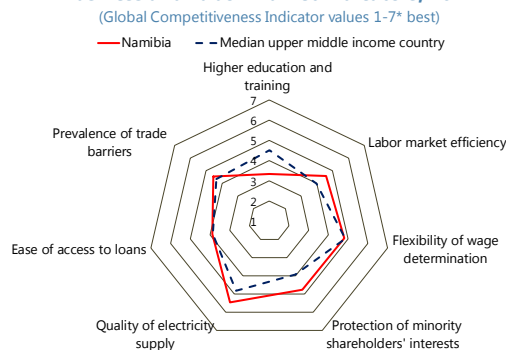 (Global Competitiveness Indicator values 1-7* best)
Namibia
Median upper middle income country
Higher education and
training
7
6
5
4
3
2
1
Prevalence of trade
barriers
Labor market efficiency
Ease of access to loans
Flexibility of wage
determination
Quality of electricity
supply
Protection of minority
shareholders' interests